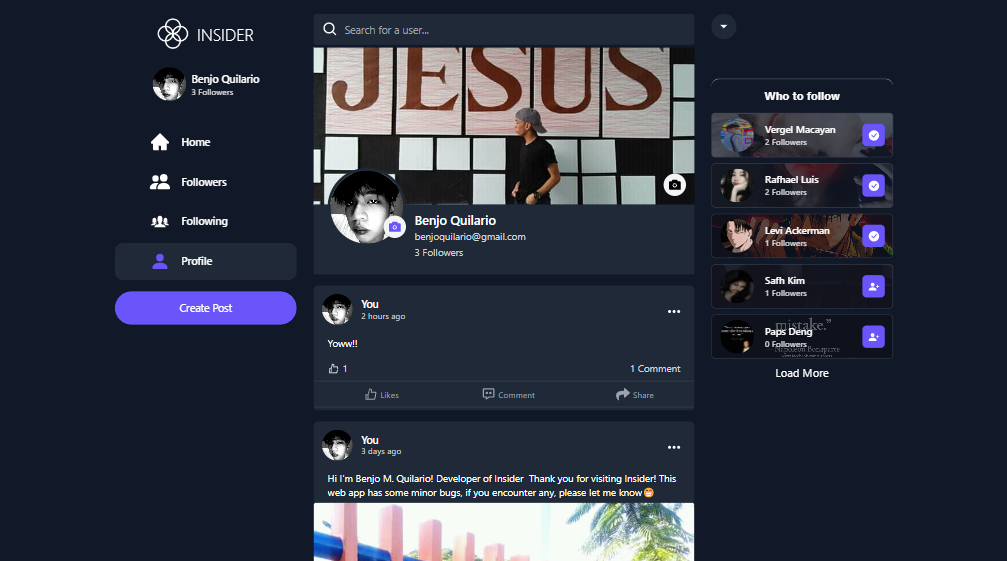 INSIDER
Benjo Quilario
3 Followers
Home
Followers
Following
Profile
Create Post
Search for a user...
JESUS
Benjo Quilario
benjoquilario@gmail.com
3 Followers
You
2 hours ago
Yoww!!
1
1 Comment
Likes
Comment
Share
You
3 days ago
Hi I'm Benjo M. Quilario! Developer of Insider Thank you for visiting Insider! This
web app has some minor bugs, if you encounter any, please let me know😁
Who to follow
Vergel Macayan
2 Followers
Rafhael Luis
2 Followers
Levi Ackerman
1 Followers
Safh Kim
1 Followers
mistake.”
Paps Deng
0 Followers
Napoleon Bonaparte
Load More